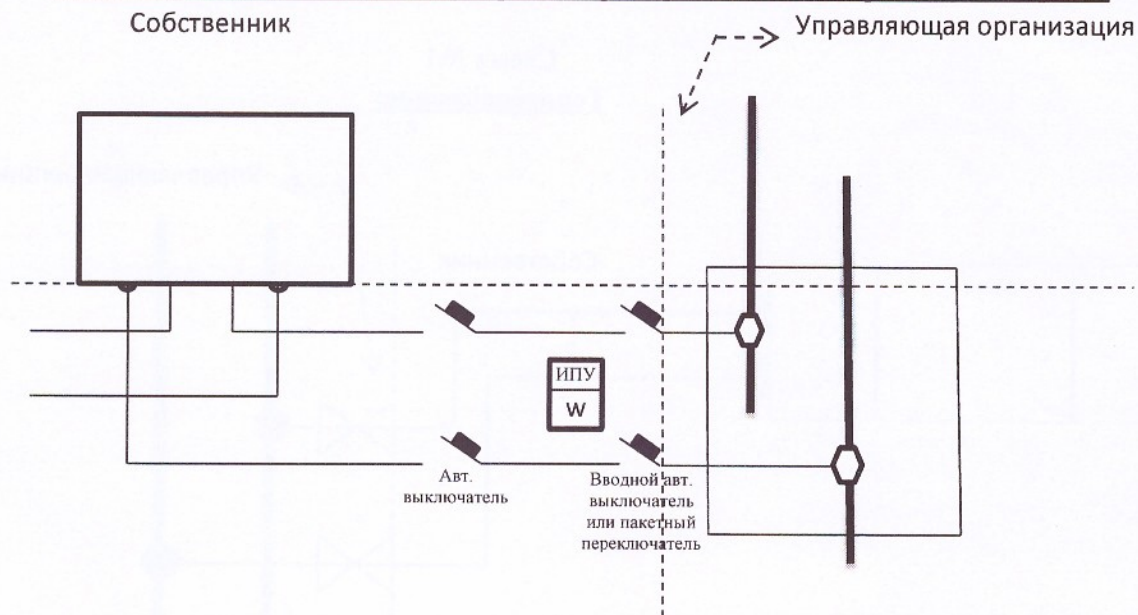 Собственник
Управляющая организация
ИПУ
W
Авт.
выключатель
Вводной авт.
выключатель
или пакетный
переключатель